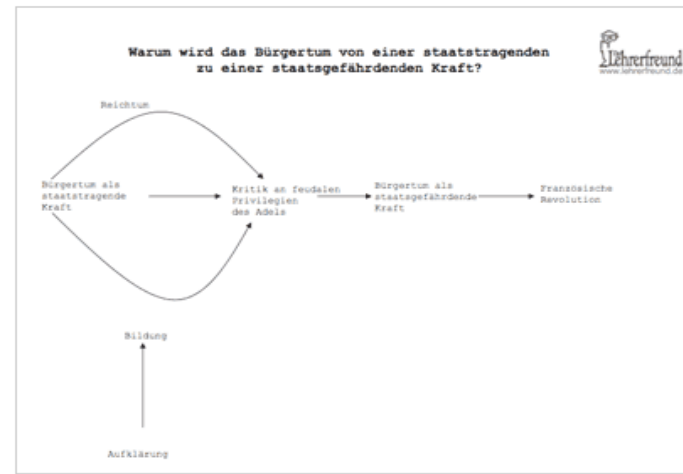 Warum wird das Bürgertum von einer staatstragenden
zu einer staatsgefährdenden Kraft?
Lehrerfreund
www.lehrerfreund.de
Reichtum
Bürgertum als
staatstragende
Kraft
Kritik an feudalen
Privilegien
des Adels
Bürgertum als
staatsgefährdende
Kraft
Französische
Revolution
Bildung
Aufklärung